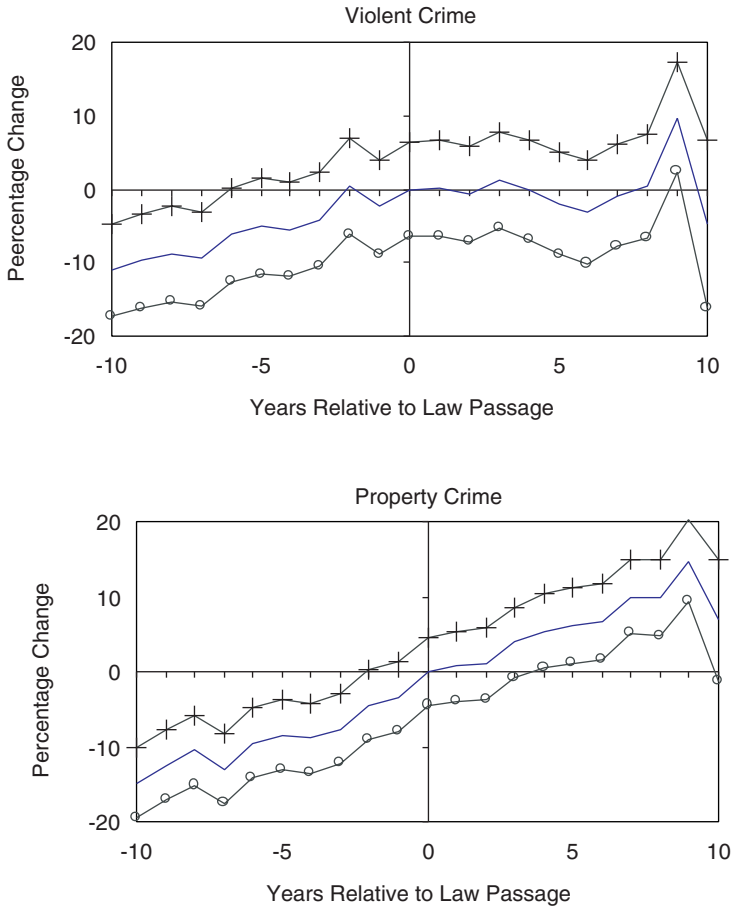 Violent Crime
20
10
0
-10
-20
Peercentage Change
-10 -5 0 5 10
Years Relative to Law Passage
Property Crime
20
10
0
-10
-20
Percentage Change
-10 -5 0 5 10
Years Relative to Law Passage